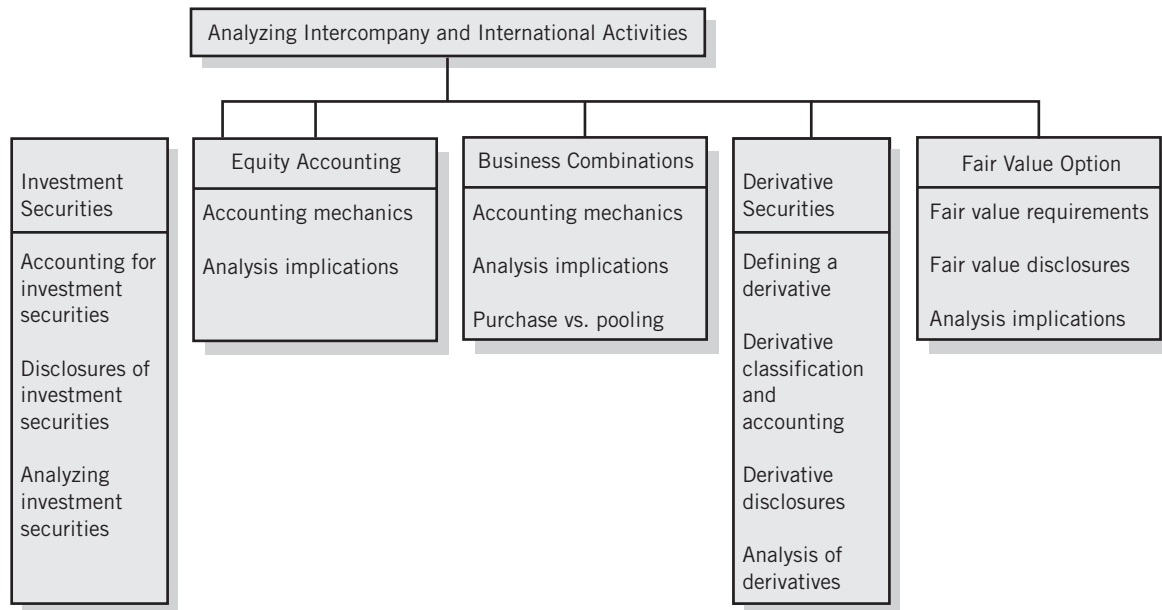 Analyzing Intercompany and International Activities
Investment
Securities
Accounting for
investment
securities
Disclosures of
investment
securities
Analyzing
investment
securities
Equity Accounting
Accounting mechanics
Analysis implications
Business Combinations
Accounting mechanics
Analysis implications
Purchase vs. pooling
Derivative
Securities
Defining a
derivative
Derivative
classification
and
accounting
Derivative
disclosures
Analysis of
derivatives
Fair Value Option
Fair value requirements
Fair value disclosures
Analysis implications